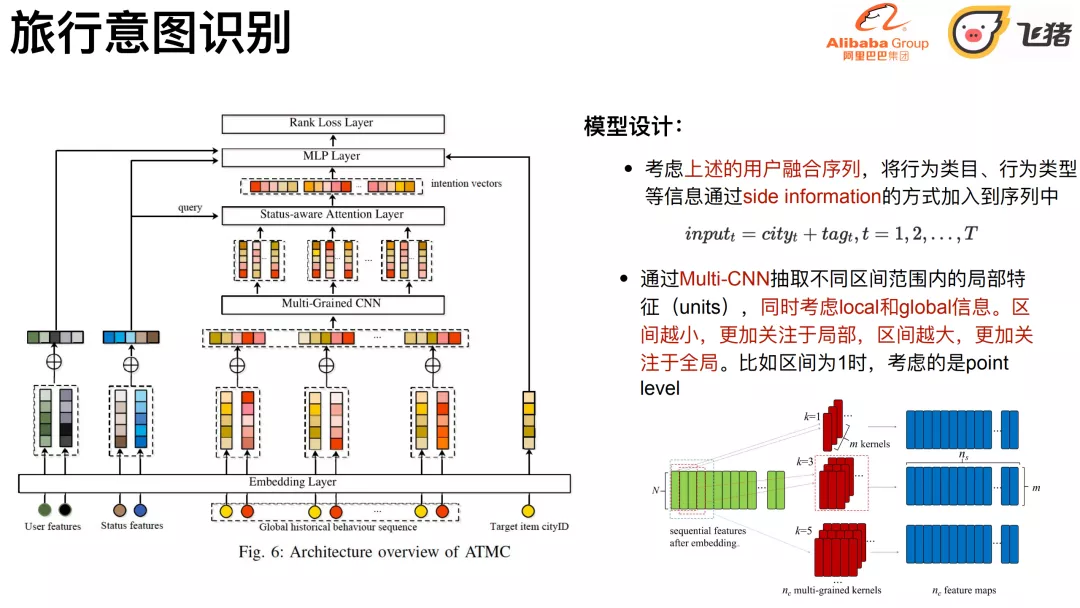 旅行意图识别
Alibaba Group
阿里巴巴集团
飞猪
Rank Loss Layer
MLP Layer
intention vectors
query
Status-aware Attention Layer
Multi-Grained CNN
Embedding Layer
User features
Status features
Global historical behaviour sequence
Target item cityID
Fig. 6: Architecture overview of ATMC
模型设计：
• 考虑上述的用户融合序列，将行为类目、行为类型
等信息通过side information的方式加入到序列中
input_t = city_t + tag_t, t = 1, 2, . . . , T
• 通过Multi-CNN抽取不同区间范围内的局部特
征（units），同时考虑local和global信息。区
间越小，更加关注于局部，区间越大，更加关
注于全局。比如区间为1时，考虑的是point
level
k=1
m kernels
k=3
n_s
N
m
k=5
sequential features
after embedding.
n_c multi-grained kernels
n_c feature maps